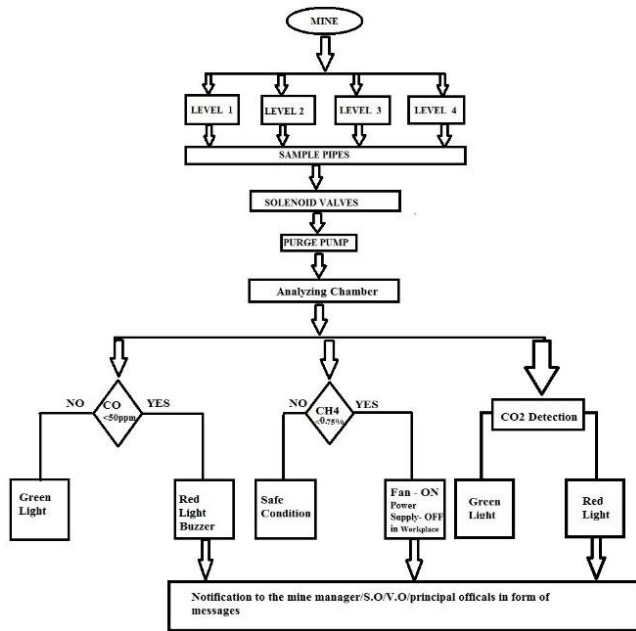 MINE
LEVEL 1
LEVEL 2
LEVEL 3
LEVEL 4
SAMPLE PIPES
SOLENOID VALVES
PURGE PUMP
Analyzing Chamber
NO
CO
<50ppm
YES
NO
CH4
<0.75%
YES
CO2 Detection
Green
Light
Red
Light
Buzzer
Safe
Condition
Fan - ON
Power
Supply- OFF
in Workplace
Green
Light
Red
Light
Notification to the mine manager/S.O/V.O/principal officals in form of
messages